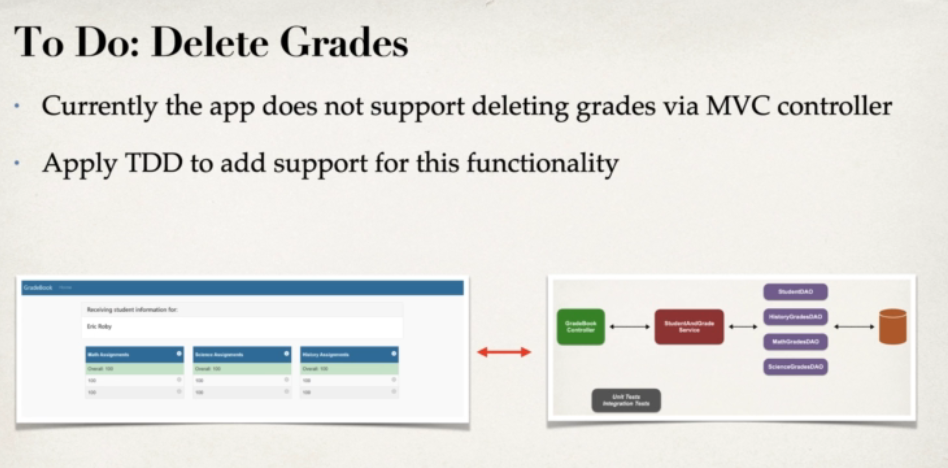 To Do: Delete Grades
• Currently the app does not support deleting grades via MVC controller
• Apply TDD to add support for this functionality
GradeBook
Receiving student information for:
Eric Roby
Math Assignments
Science Assignments
History Assignments
Overall: 100
Overall: 100
Overall: 100
100
100
100
100
100
100
GradeBook
Controller
StudentAndGrade
Service
StudentDAO
HistoryGradesDAO
MathGradesDAO
ScienceGradesDAO
Unit Tests
Integration Tests